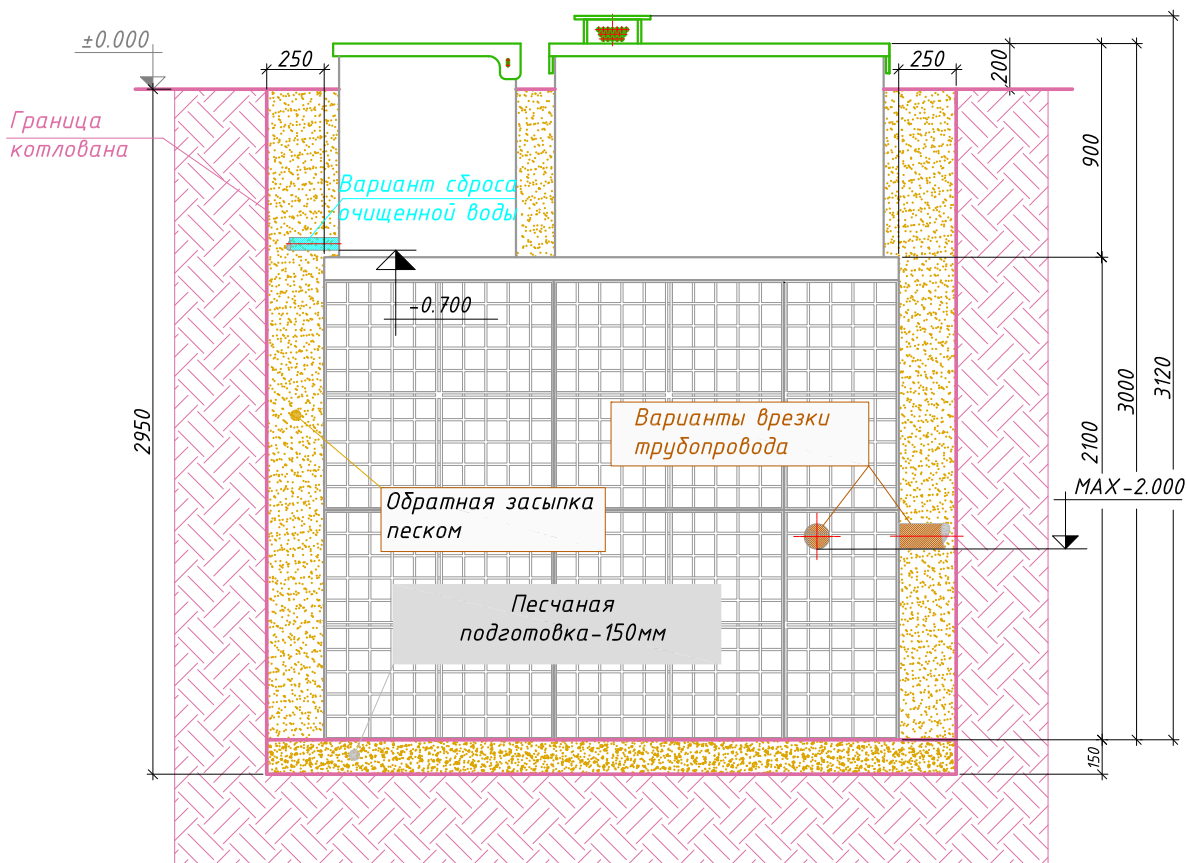 ±0.000
250
250
200
Граница
котлована
900
Вариант сброса
очищенной воды
-0.700
3120
3000
2950
2100
Варианты врезки
трубопровода
MAX-2.000
Обратная засыпка
песком
Песчаная
подготовка-150мм
150